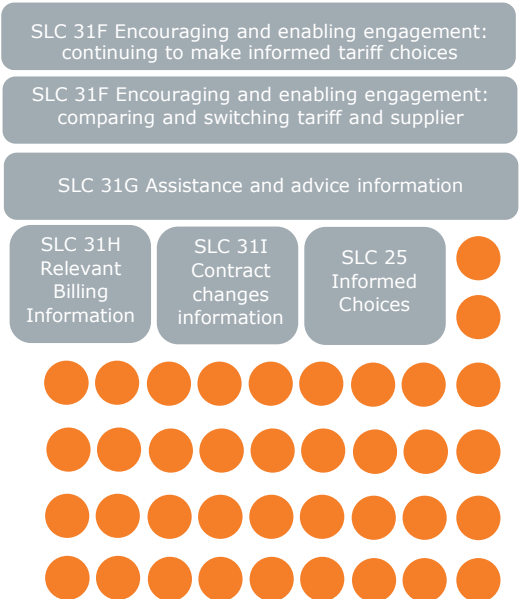 SLC 31F Encouraging and enabling engagement:
continuing to make informed tariff choices
SLC 31F Encouraging and enabling engagement:
comparing and switching tariff and supplier
SLC 31G Assistance and advice information
SLC 31H
Relevant
Billing
Information
SLC 31I
Contract
changes
information
SLC 25
Informed
Choices